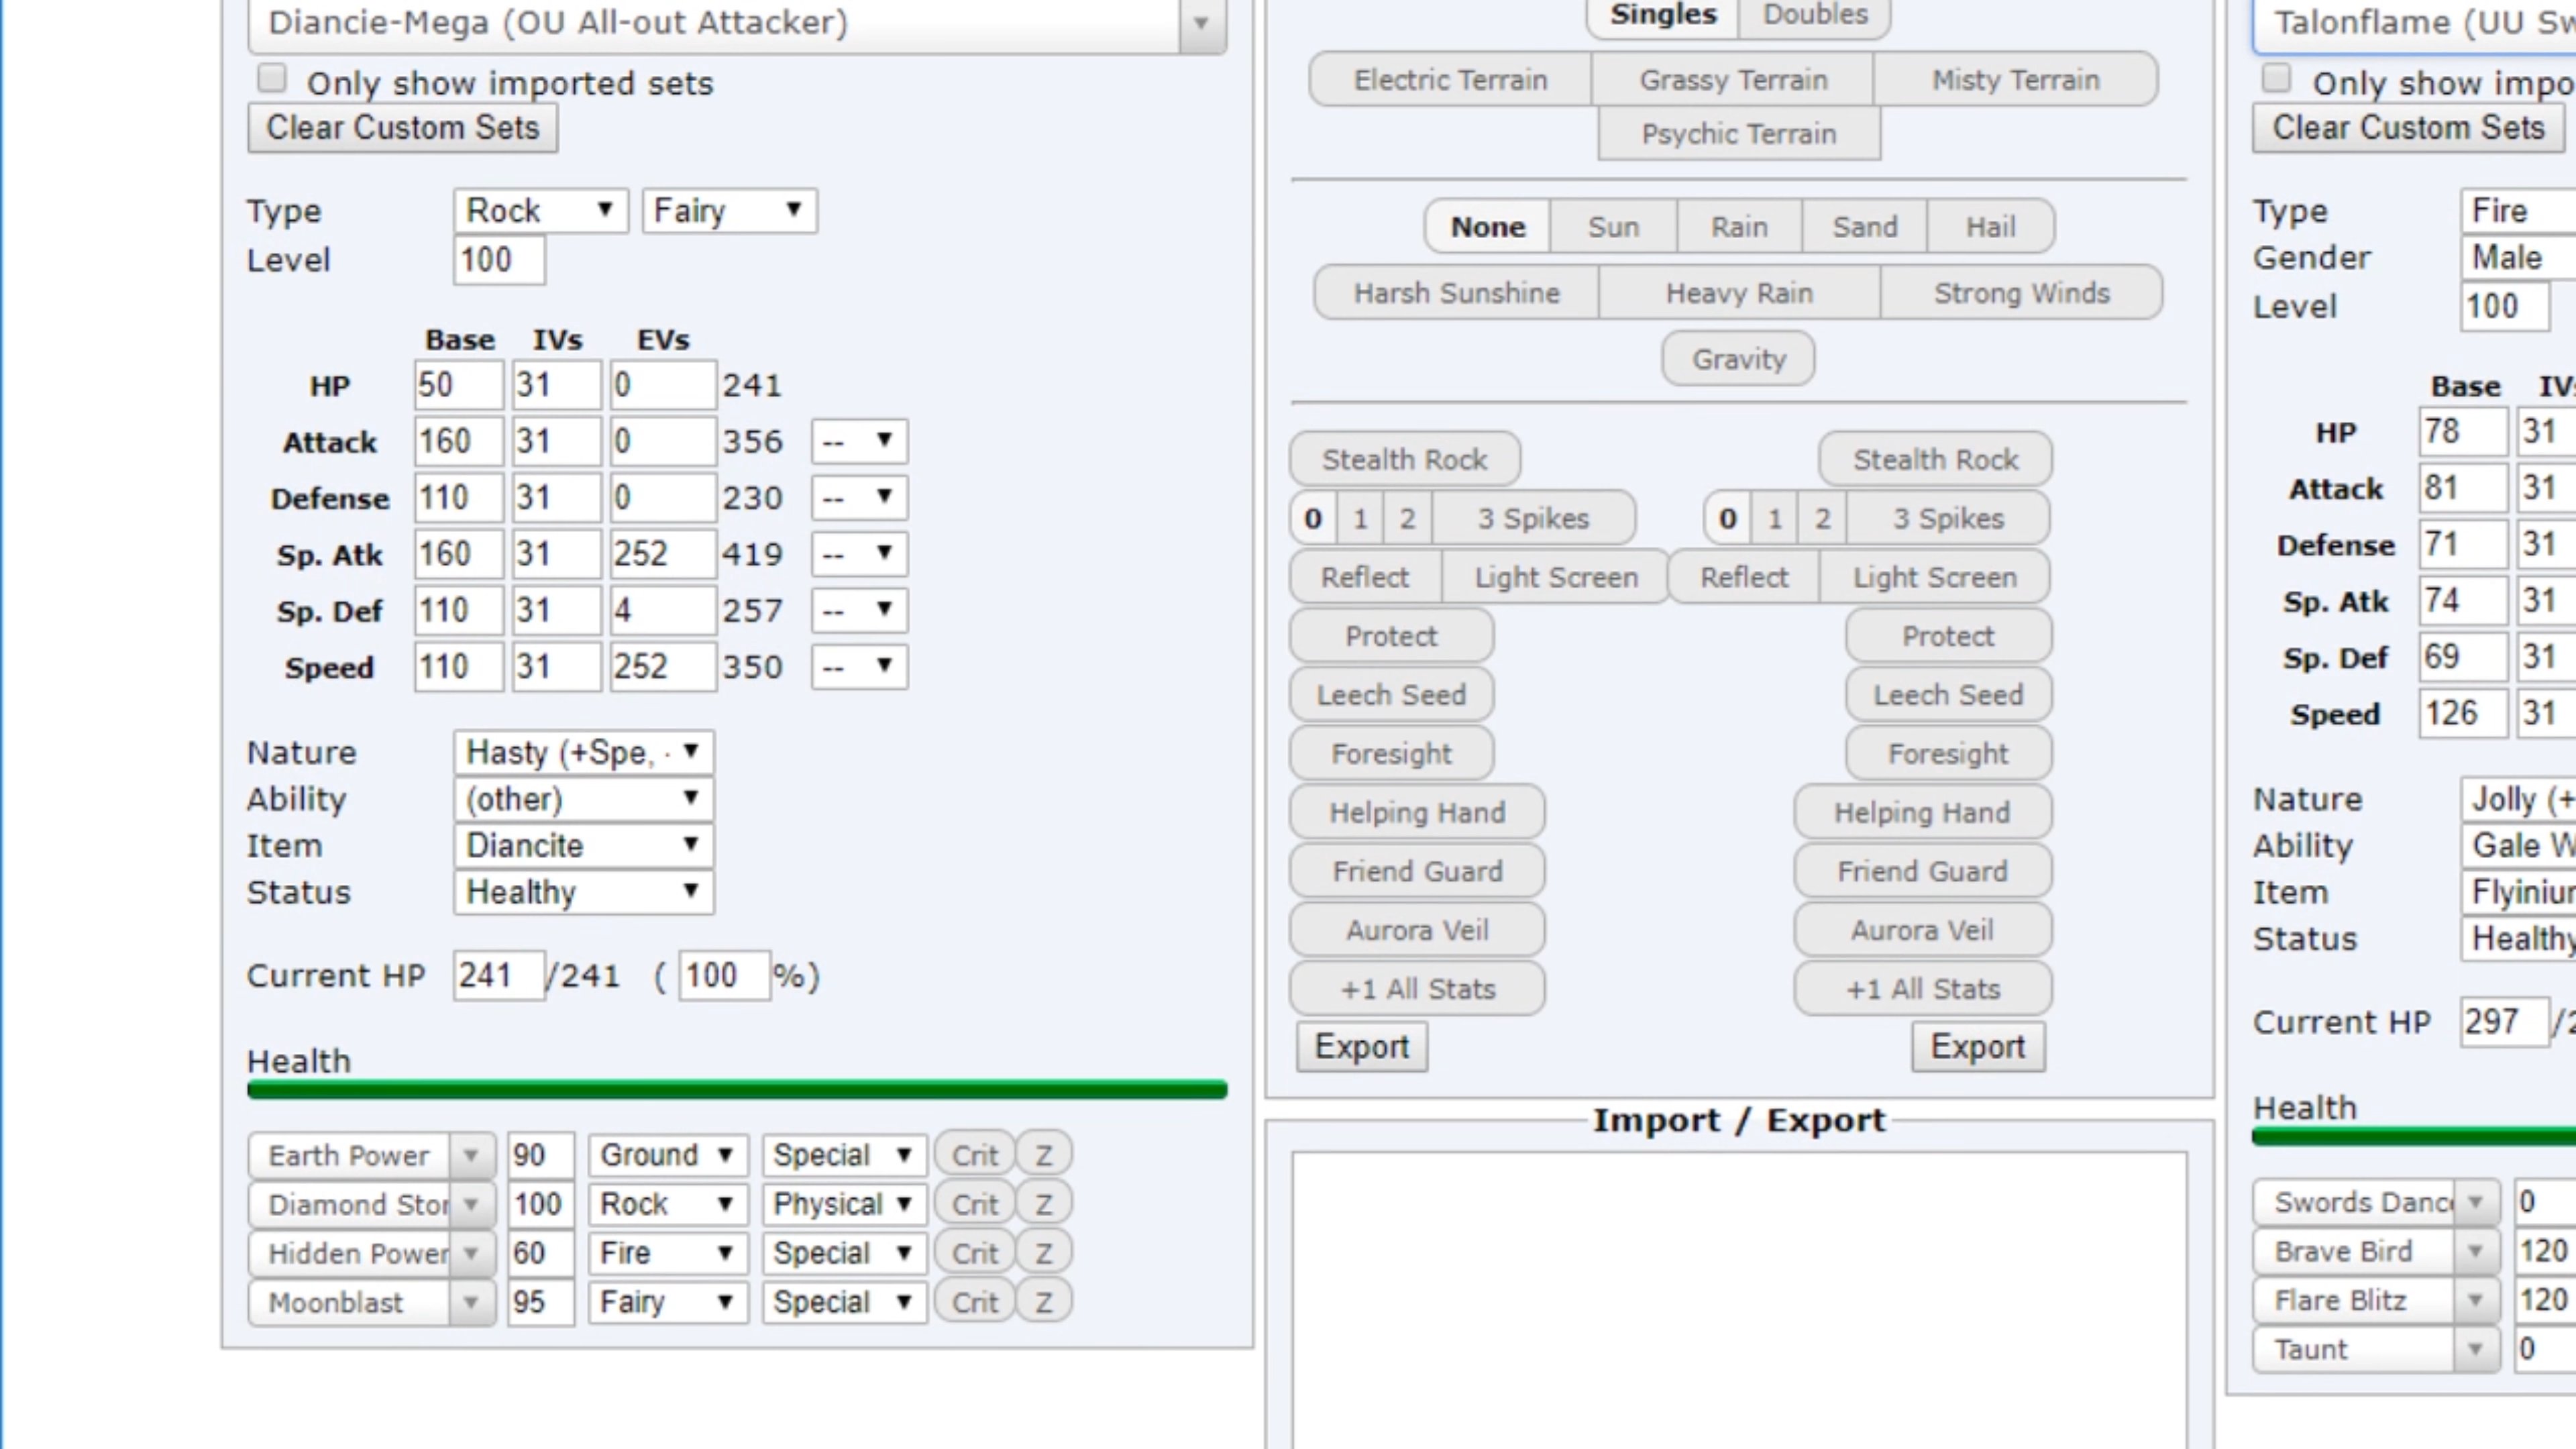 Diancie-Mega (OU All-out Attacker)
Only show imported sets
Clear Custom Sets
Type Rock Fairy
Level 100
Base IVs EVs
HP 50 31 0 241
Attack 160 31 0 356 --
Defense 110 31 0 230 --
Sp. Atk 160 31 252 419 --
Sp. Def 110 31 4 257 --
Speed 110 31 252 350 --
Nature Hasty (+Spe, -
Ability (other)
Item Diancite
Status Healthy
Current HP 241 /241 ( 100 %)
Health
Earth Power 90 Ground Special Crit Z
Diamond Stor 100 Rock Physical Crit Z
Hidden Power 60 Fire Special Crit Z
Moonblast 95 Fairy Special Crit Z
Singles Doubles
Electric Terrain Grassy Terrain Misty Terrain
Psychic Terrain
None Sun Rain Sand Hail
Harsh Sunshine Heavy Rain Strong Winds
Gravity
Stealth Rock Stealth Rock
0 1 2 3 Spikes 0 1 2 3 Spikes
Reflect Light Screen Reflect Light Screen
Protect Protect
Leech Seed Leech Seed
Foresight Foresight
Helping Hand Helping Hand
Friend Guard Friend Guard
Aurora Veil Aurora Veil
+1 All Stats +1 All Stats
Export Export
Import / Export
Talonflame (UU Sw
Only show impo
Clear Custom Sets
Type Fire
Gender Male
Level 100
Base IVs
HP 78 31
Attack 81 31
Defense 71 31
Sp. Atk 74 31
Sp. Def 69 31
Speed 126 31
Nature Jolly (+
Ability Gale W
Item Flyiniu
Status Healthy
Current HP 297 /2
Health
Swords Danc 0
Brave Bird 120
Flare Blitz 120
Taunt 0